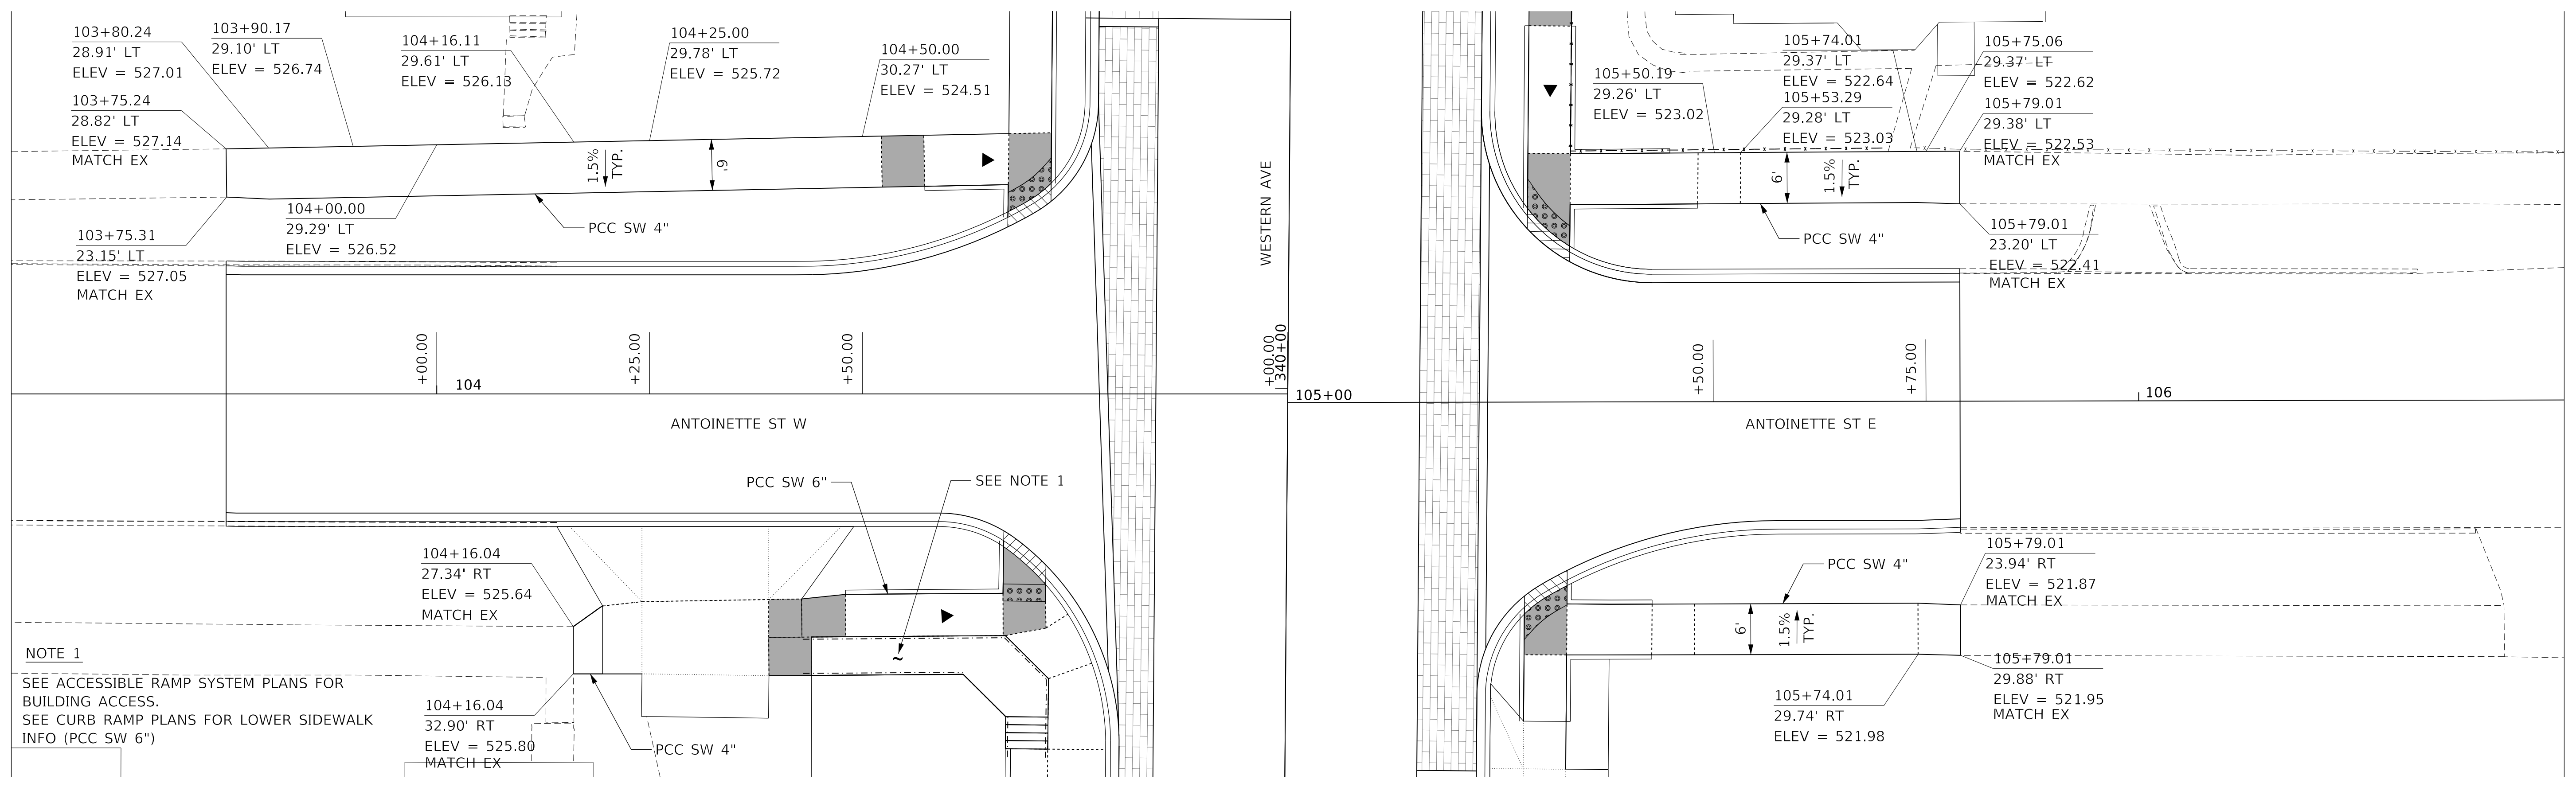 103+80.24
28.91' LT
ELEV = 527.01
103+90.17
29.10' LT
ELEV = 526.74
104+16.11
29.61' LT
ELEV = 526.13
104+25.00
29.78' LT
ELEV = 525.72
104+50.00
30.27' LT
ELEV = 524.51
103+75.24
28.82' LT
ELEV = 527.14
MATCH EX
103+75.31
23.15' LT
ELEV = 527.05
MATCH EX
104+00.00
29.29' LT
ELEV = 526.52
1.5%
TYP.
6'
PCC SW 4"
WESTERN AVE
105+50.19
29.26' LT
ELEV = 523.02
105+74.01
29.37' LT
ELEV = 522.64
105+53.29
29.28' LT
ELEV = 523.03
105+75.06
29.37' LT
ELEV = 522.62
105+79.01
29.38' LT
ELEV = 522.53
MATCH EX
6'
1.5%
TYP.
PCC SW 4"
105+79.01
23.20' LT
ELEV = 522.41
MATCH EX
+00.00
104
+25.00
+50.00
+00.00
340+00
105+00
+50.00
+75.00
106
ANTOINETTE ST W
ANTOINETTE ST E
PCC SW 6"
SEE NOTE 1
104+16.04
27.34' RT
ELEV = 525.64
MATCH EX
104+16.04
32.90' RT
ELEV = 525.80
MATCH EX
PCC SW 4"
~
NOTE 1
SEE ACCESSIBLE RAMP SYSTEM PLANS FOR
BUILDING ACCESS.
SEE CURB RAMP PLANS FOR LOWER SIDEWALK
INFO (PCC SW 6")
PCC SW 4"
105+79.01
23.94' RT
ELEV = 521.87
MATCH EX
6'
1.5%
TYP.
105+79.01
29.88' RT
ELEV = 521.95
MATCH EX
105+74.01
29.74' RT
ELEV = 521.98